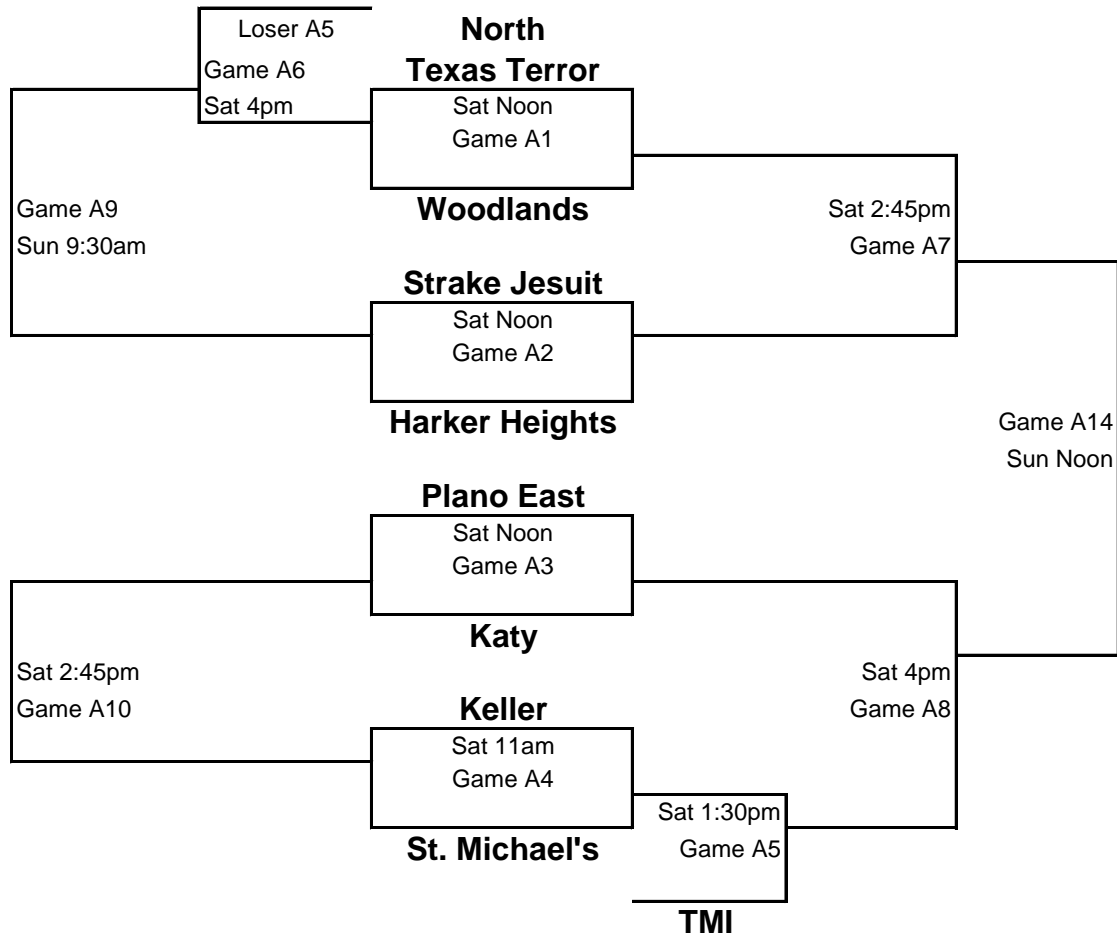 Loser A5
North
Game A6
Texas Terror
Sat 4pm
Sat Noon
Game A1
Woodlands
Game A9
Sun 9:30am
Sat 2:45pm
Game A7
Strake Jesuit
Sat Noon
Game A2
Harker Heights
Game A14
Sun Noon
Plano East
Sat Noon
Game A3
Katy
Sat 2:45pm
Game A10
Sat 4pm
Game A8
Keller
Sat 11am
Game A4
St. Michael's
Sat 1:30pm
Game A5
TMI